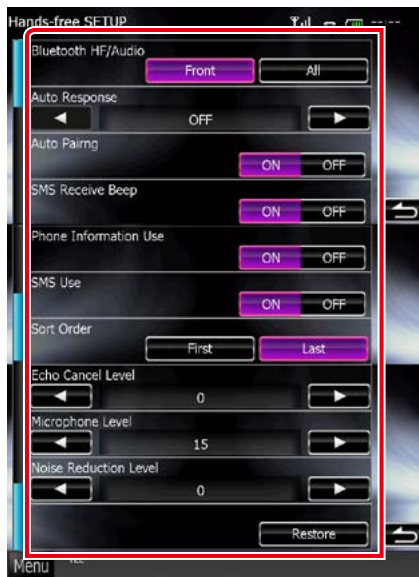 Hands-free SETUP
Bluetooth HF/Audio
Front All
Auto Response
OFF
Auto Pairng
ON OFF
SMS Receive Beep
ON OFF
Phone Information Use
ON OFF
SMS Use
ON OFF
Sort Order
First Last
Echo Cancel Level
0
Microphone Level
15
Noise Reduction Level
0
Restore
Menu